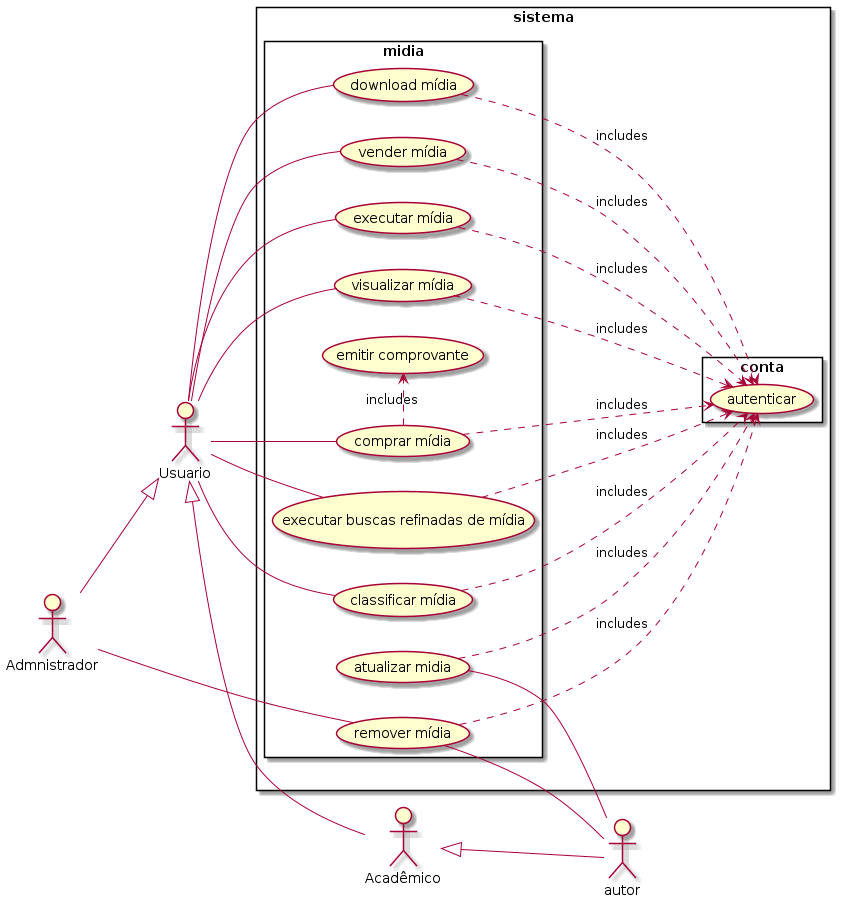 sistema
midia
download mídia
includes
vender mídia
includes
executar mídia
includes
visualizar mídia
includes
emitir comprovante
conta
autenticar
includes
includes
comprar mídia
includes
Usuario
executar buscas refinadas de mídia
includes
includes
classificar mídia
includes
Admnistrador
atualizar midia
remover mídia
Acadêmico
autor